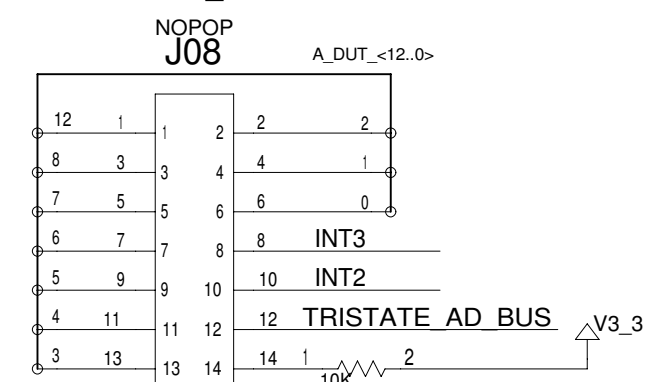 NOPOP
J08 A_DUT_<12..0>
12 1 1 2 2 2
8 3 3 4 4 1
7 5 5 6 6 0
6 7 7 8 8 INT3
5 9 9 10 10 INT2
4 11 11 12 12 TRISTATE_AD_BUS V3_3
3 13 13 14 14 1 2
10K